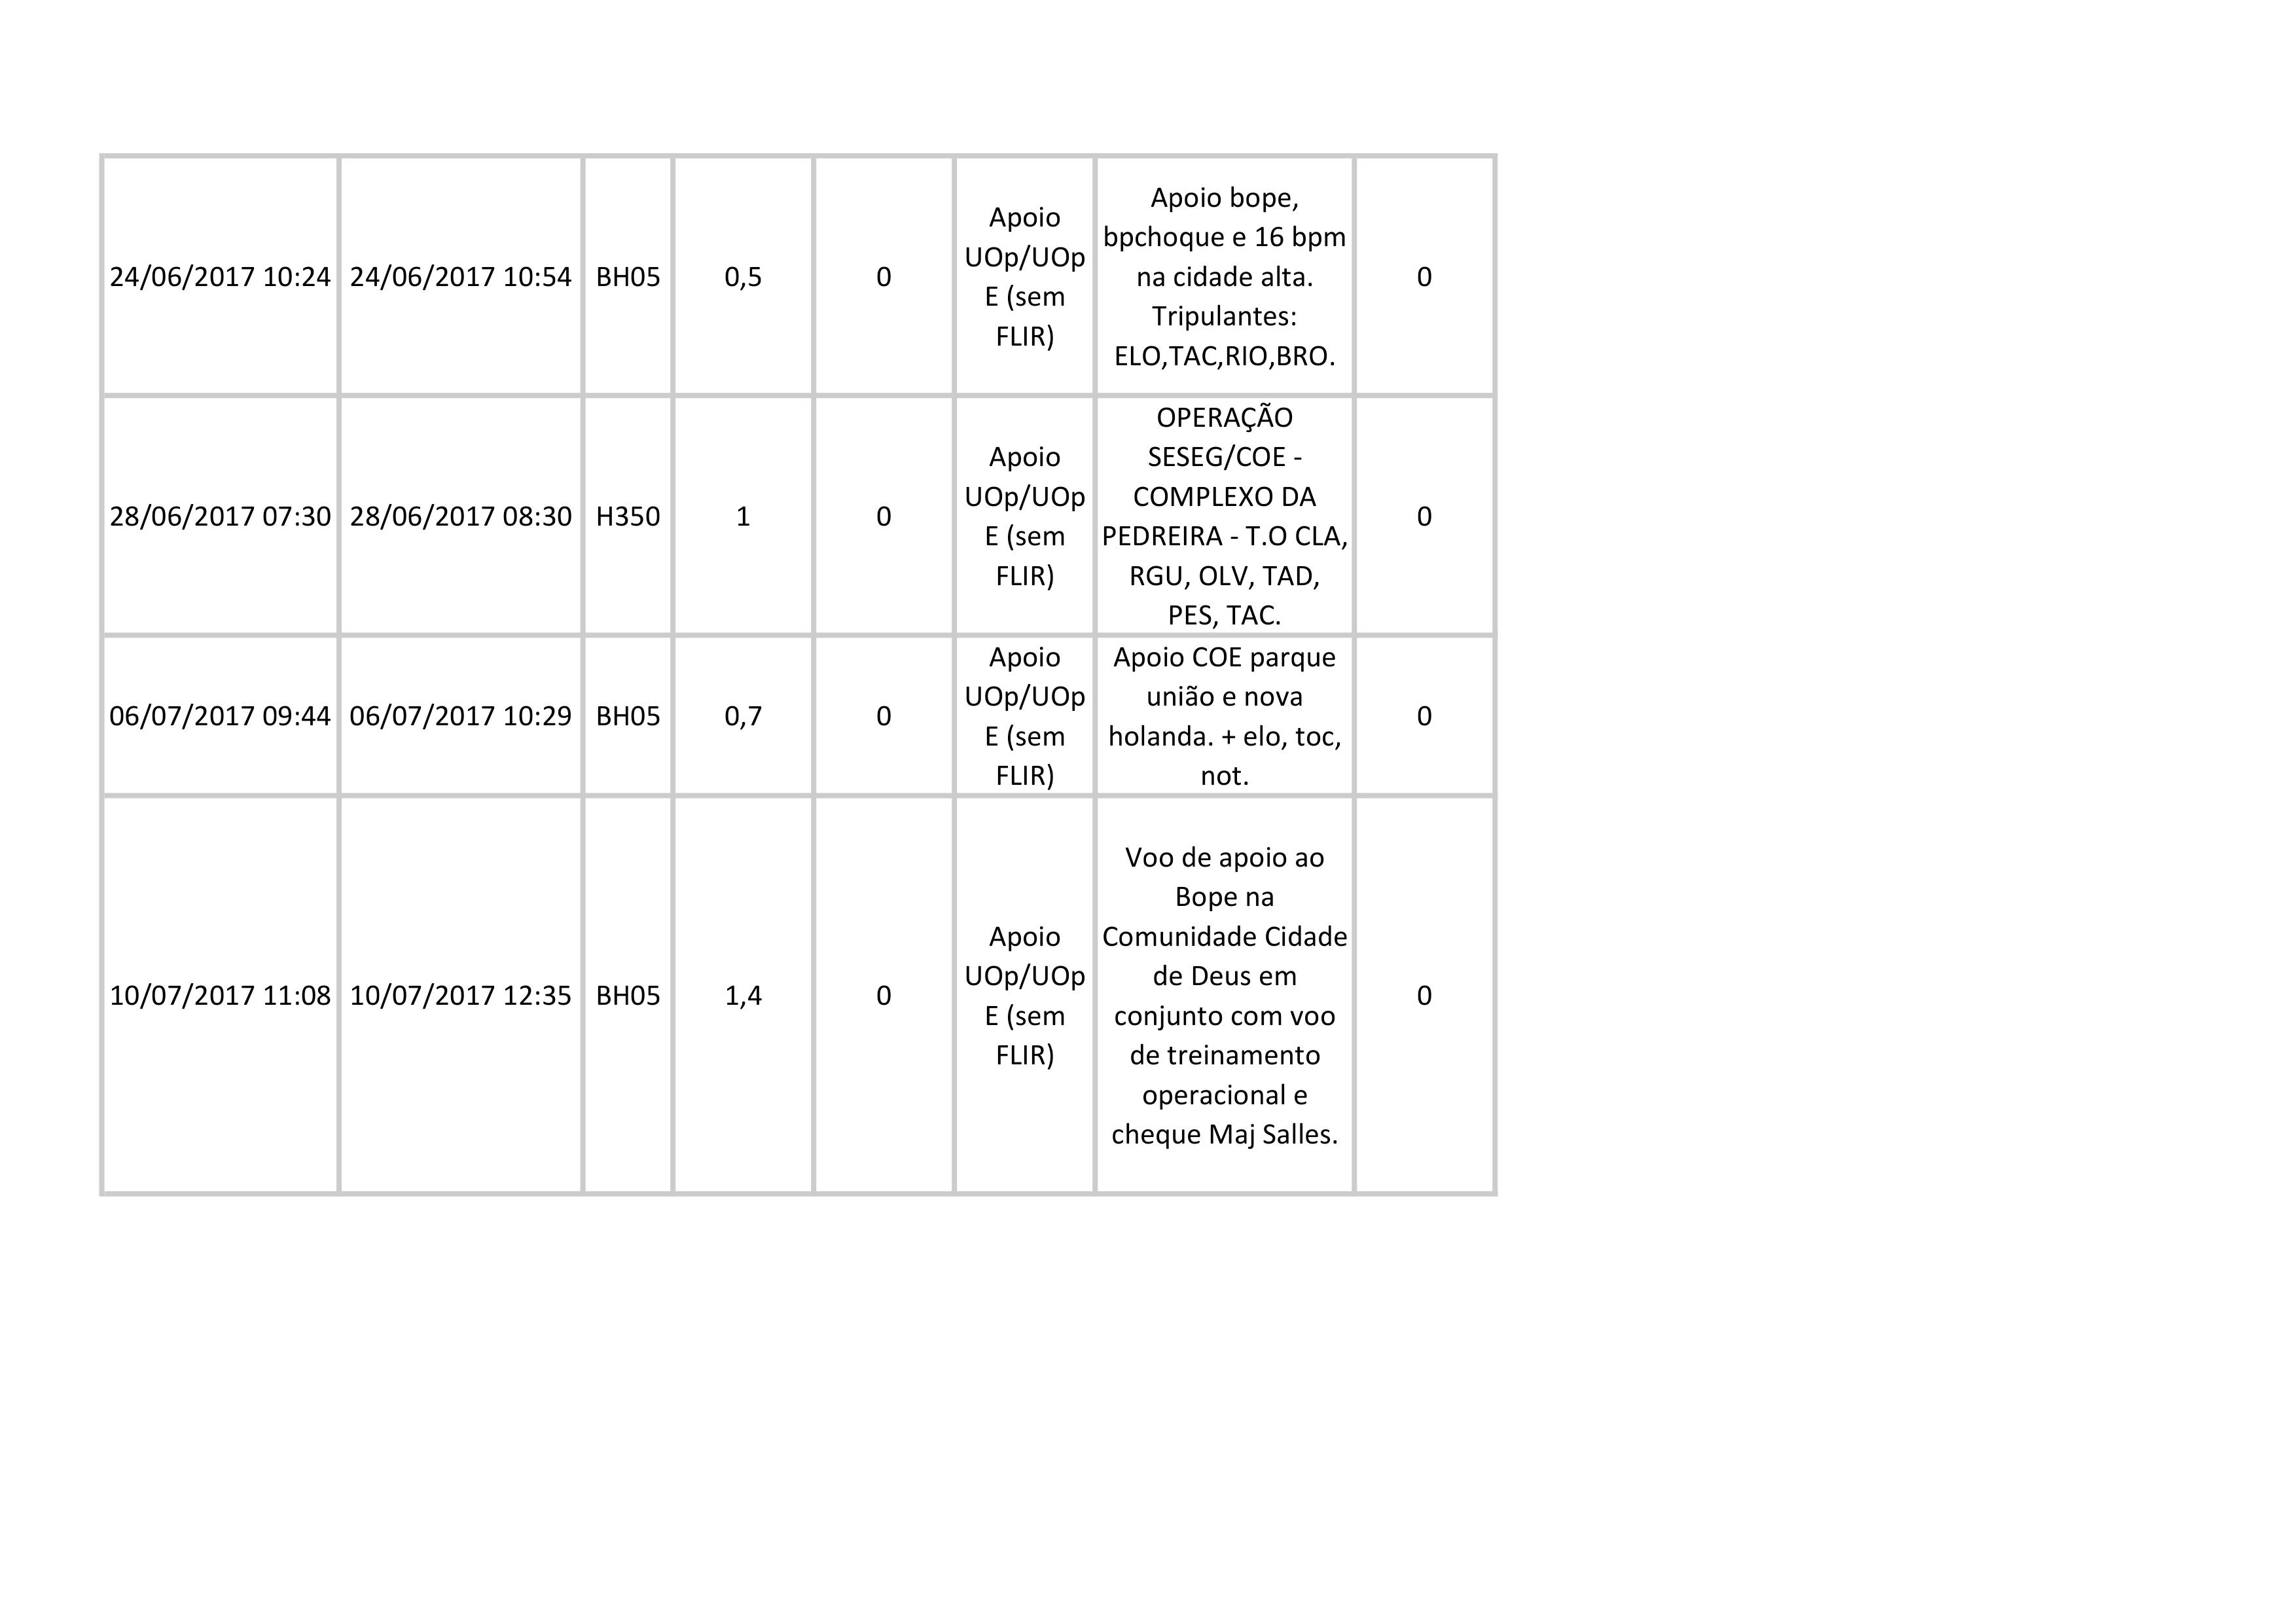 24/06/2017 10:24
24/06/2017 10:54
BH05
0,5
0
Apoio
UOp/UOp
E (sem
FLIR)
Apoio bope,
bpchoque e 16 bpm
na cidade alta.
Tripulantes:
ELO,TAC,RIO,BRO.
0
28/06/2017 07:30
28/06/2017 08:30
H350
1
0
Apoio
UOp/UOp
E (sem
FLIR)
OPERAÇÃO
SESEG/COE -
COMPLEXO DA
PEDREIRA - T.O CLA,
RGU, OLV, TAD,
PES, TAC.
0
06/07/2017 09:44
06/07/2017 10:29
BH05
0,7
0
Apoio
UOp/UOp
E (sem
FLIR)
Apoio COE parque
união e nova
holanda. + elo, toc,
not.
0
10/07/2017 11:08
10/07/2017 12:35
BH05
1,4
0
Apoio
UOp/UOp
E (sem
FLIR)
Voo de apoio ao
Bope na
Comunidade Cidade
de Deus em
conjunto com voo
de treinamento
operacional e
cheque Maj Salles.
0